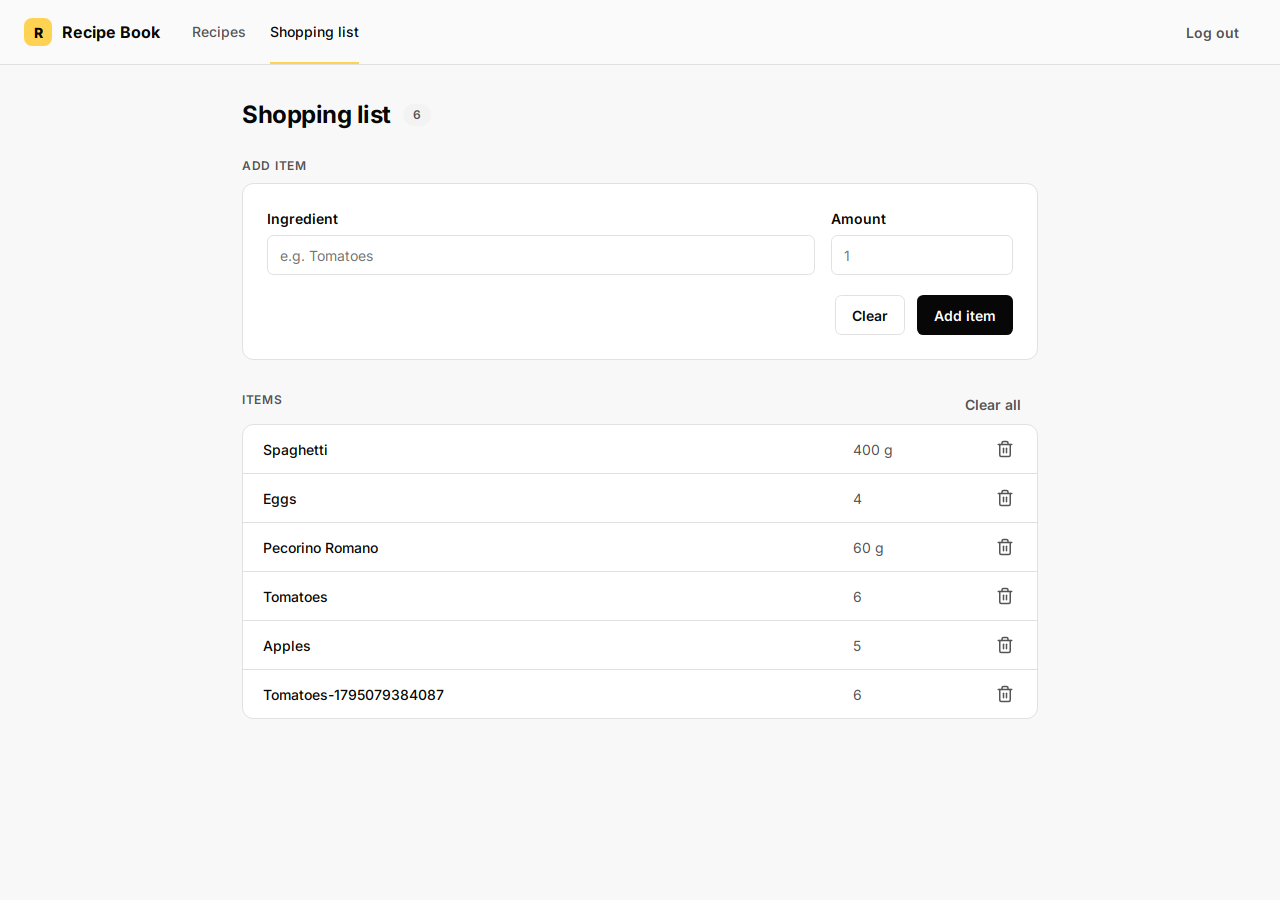 R Recipe Book Recipes Shopping list Log out
Shopping list 6
ADD ITEM
Ingredient Amount
e.g. Tomatoes 1
Clear Add item
ITEMS Clear all
Spaghetti 400 g
Eggs 4
Pecorino Romano 60 g
Tomatoes 6
Apples 5
Tomatoes-1795079384087 6